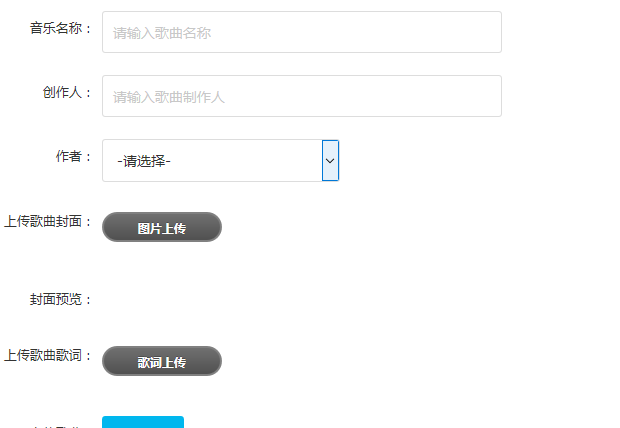 音乐名称：
请输入歌曲名称
创作人：
请输入歌曲制作人
作者：
-请选择-
上传歌曲封面：
图片上传
封面预览：
上传歌曲歌词：
歌词上传